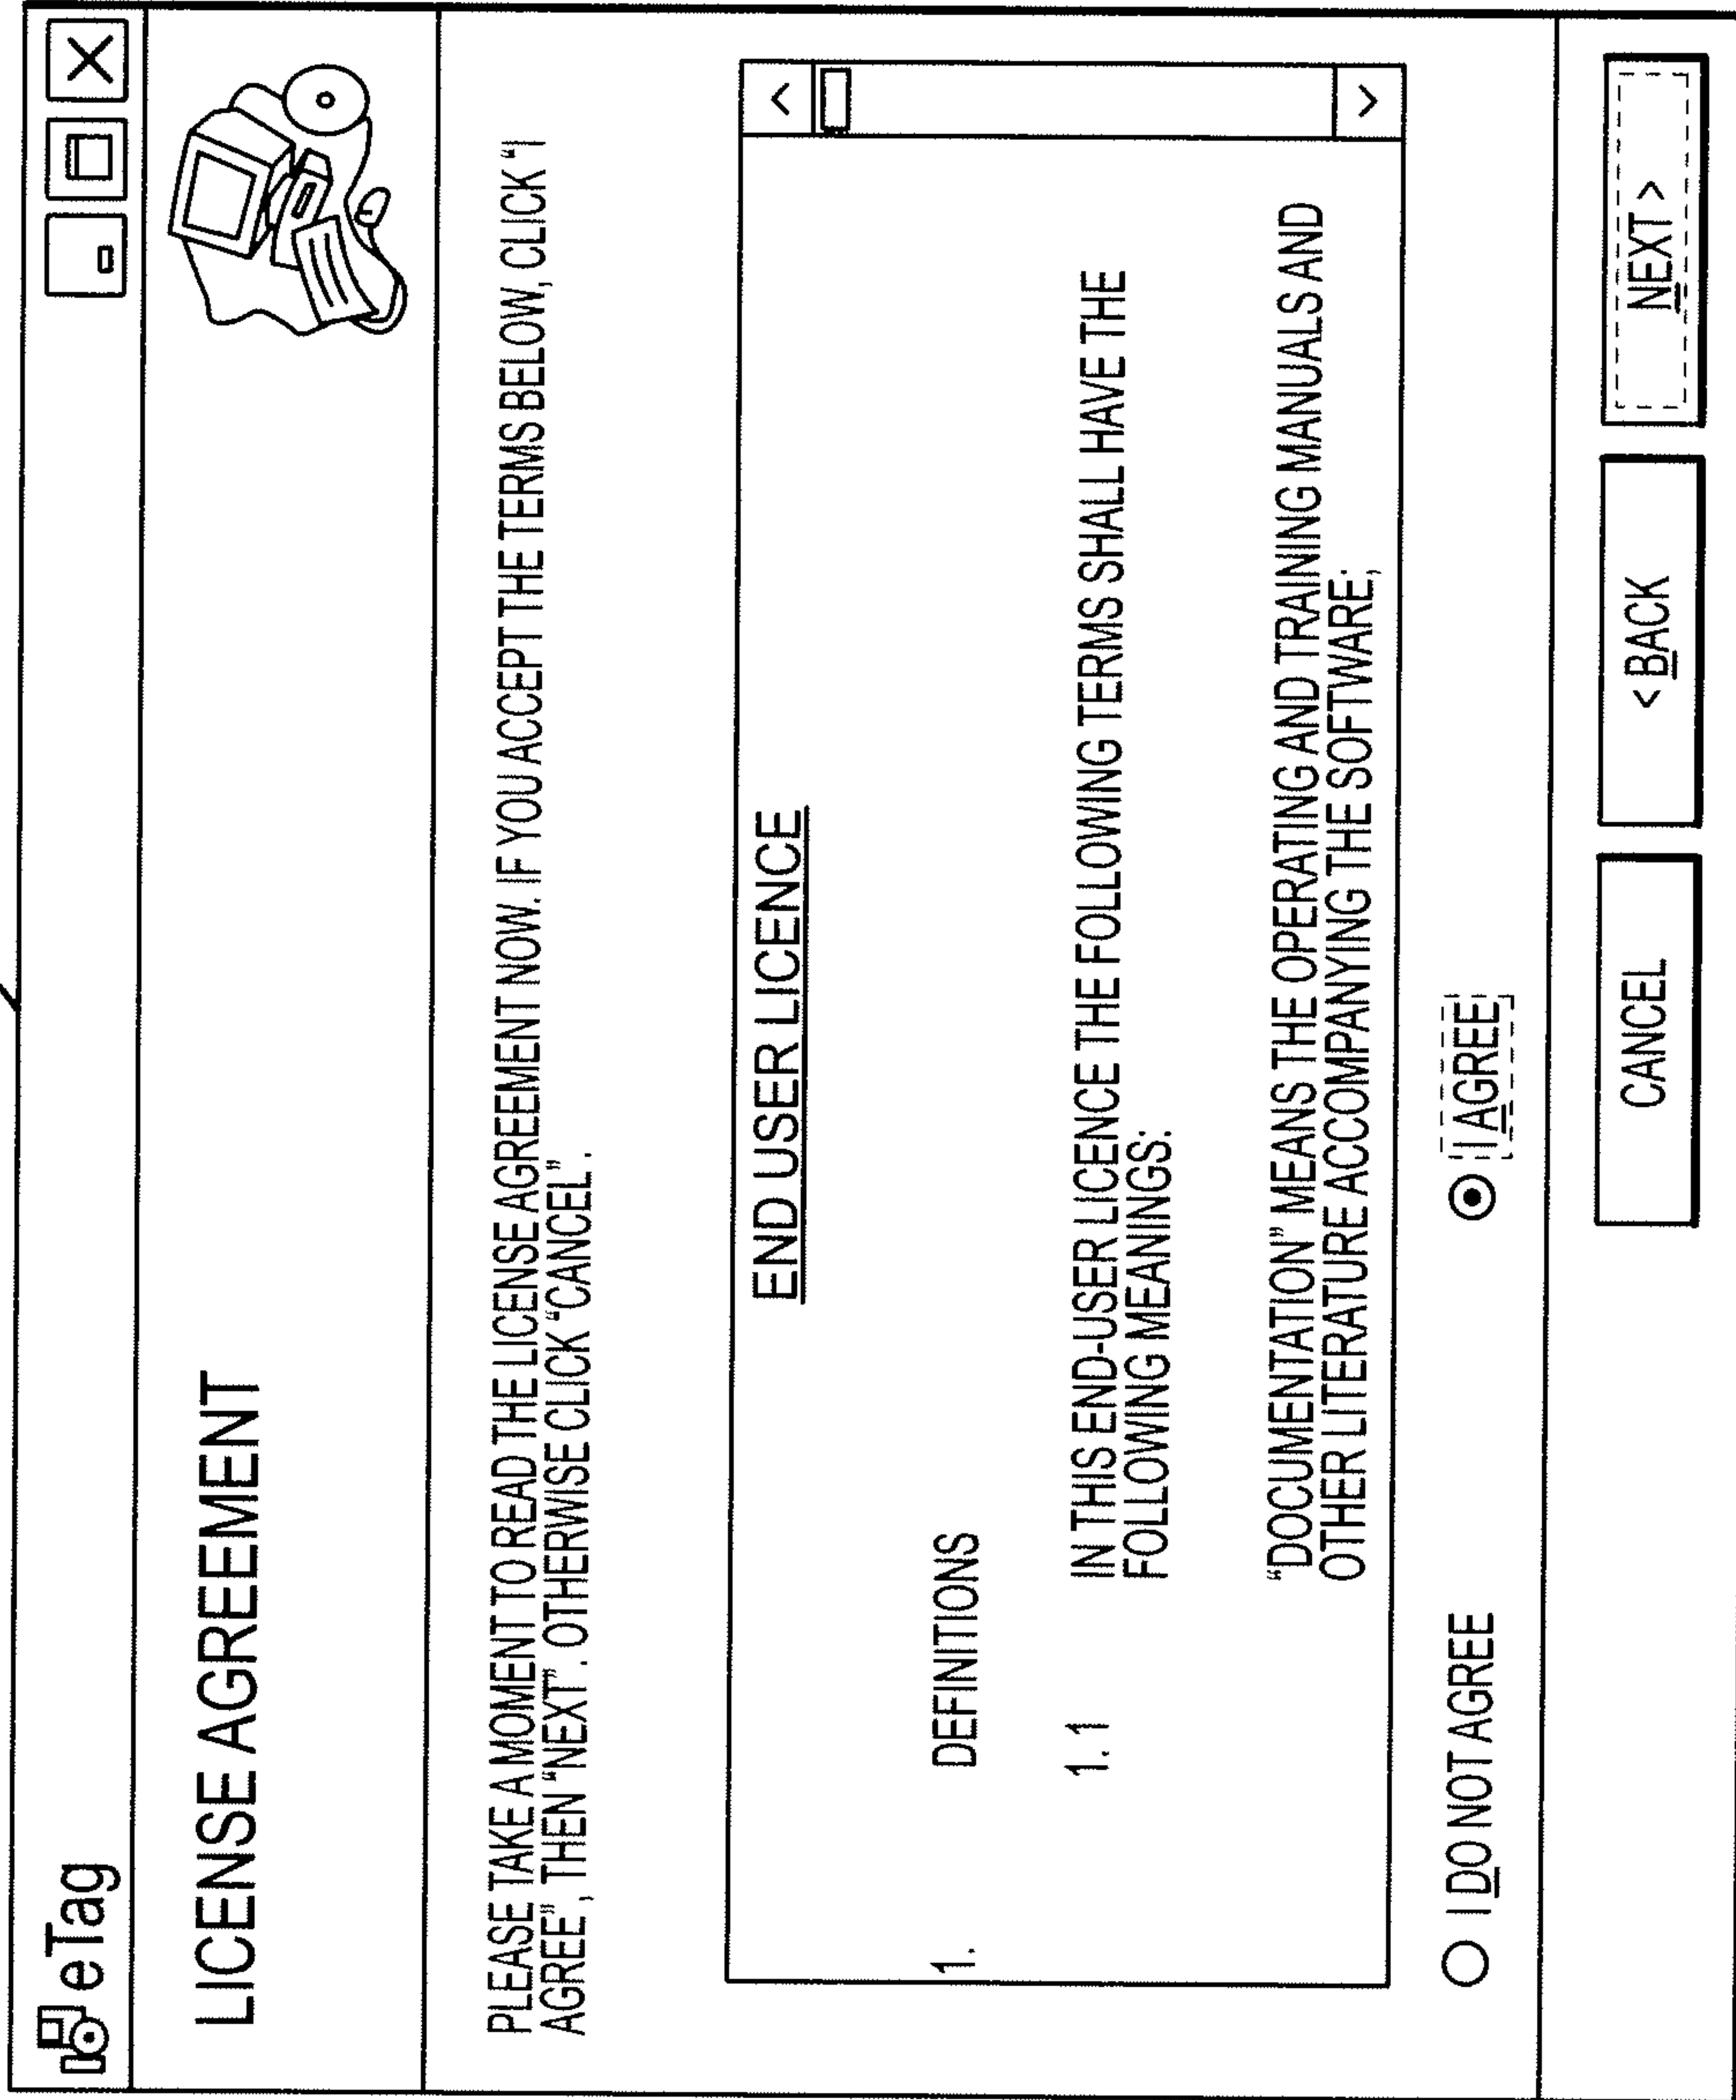 eTag
LICENSE AGREEMENT
PLEASE TAKE A MOMENT TO READ THE LICENSE AGREEMENT NOW. IF YOU ACCEPT THE TERMS BELOW, CLICK “I
AGREE”, THEN “NEXT”. OTHERWISE CLICK “CANCEL”.
END USER LICENCE
1. DEFINITIONS
1.1 IN THIS END-USER LICENCE THE FOLLOWING TERMS SHALL HAVE THE
FOLLOWING MEANINGS:
“DOCUMENTATION” MEANS THE OPERATING AND TRAINING MANUALS AND
OTHER LITERATURE ACCOMPANYING THE SOFTWARE;
I DO NOT AGREE
I AGREE
CANCEL
< BACK
NEXT >